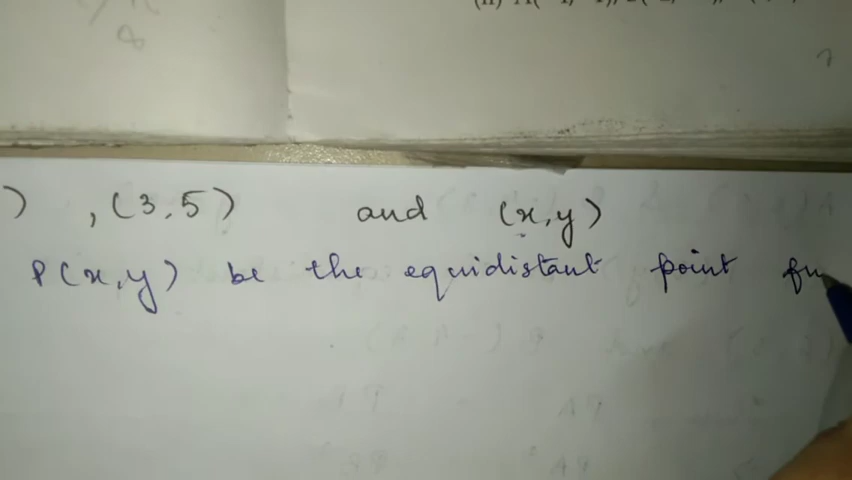 ) , (3,5) and (x,y)
P(x,y) be the equidistant point